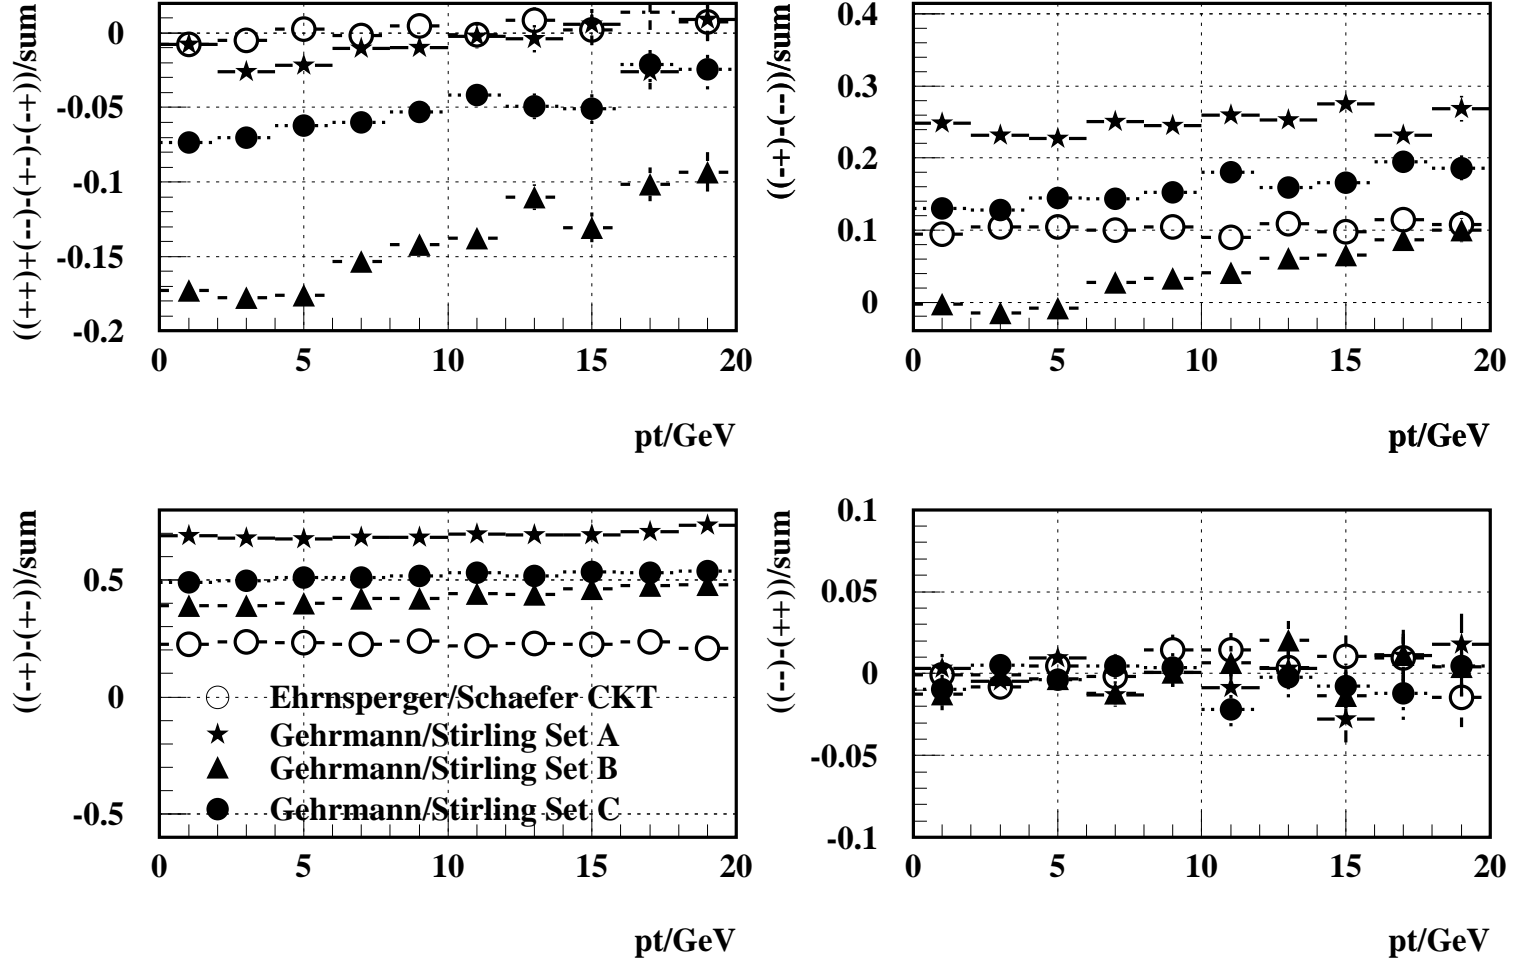 ((++)+(--)-(+-)-(-+))/sum
0
-0.05
-0.1
-0.15
-0.2
0 5 10 15 20
pt/GeV
((-+)-(--))/sum
0.4
0.3
0.2
0.1
0
0 5 10 15 20
pt/GeV
((-+)-(+-))/sum
0.5
0
-0.5
Ehrnsperger/Schaefer CKT
Gehrmann/Stirling Set A
Gehrmann/Stirling Set B
Gehrmann/Stirling Set C
0 5 10 15 20
pt/GeV
((--)-(++))/sum
0.1
0.05
0
-0.05
-0.1
0 5 10 15 20
pt/GeV